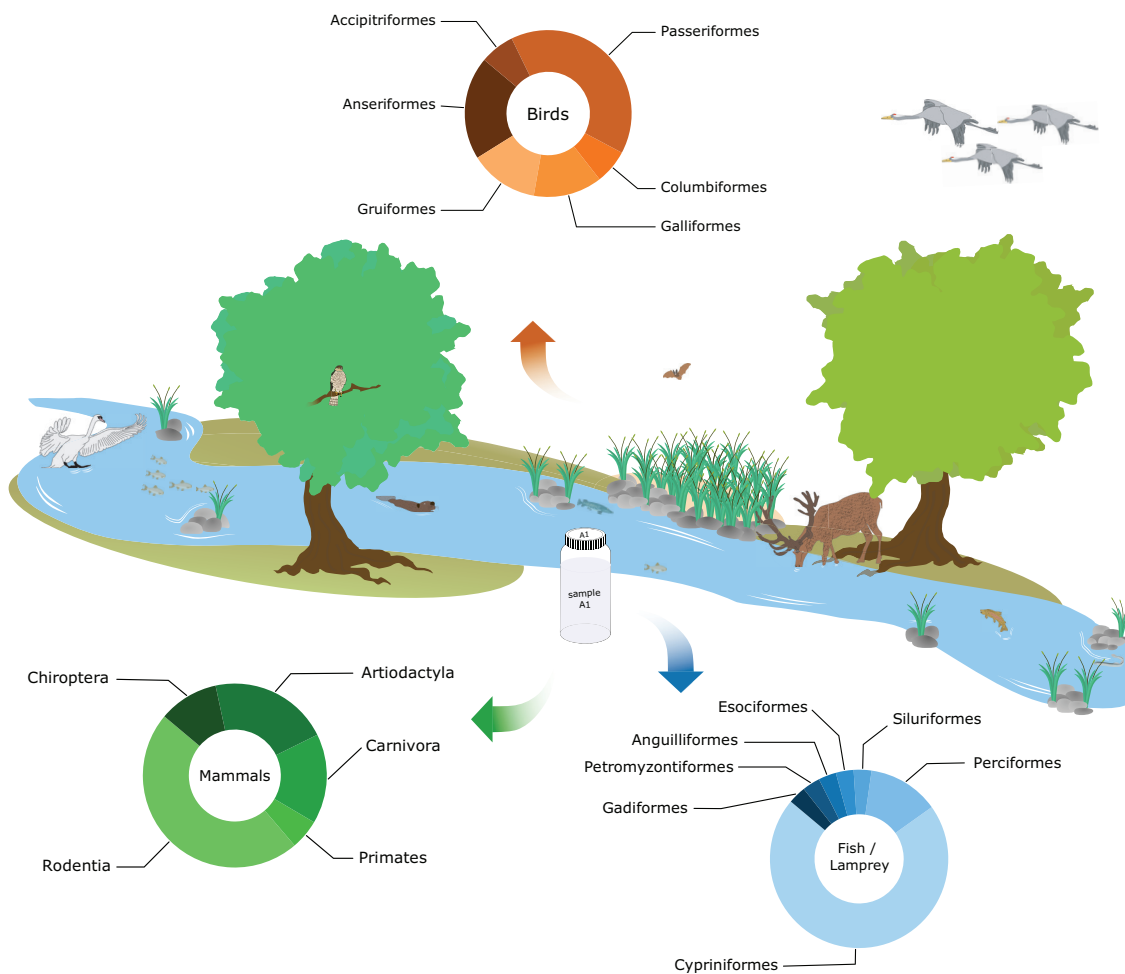 Accipitriformes
Passeriformes
Anseriformes
Birds
Columbiformes
Gruiformes
Galliformes
A1
sample
A1
Chiroptera
Artiodactyla
Carnivora
Mammals
Rodentia
Primates
Esociformes
Siluriformes
Anguilliformes
Perciformes
Petromyzontiformes
Gadiformes
Fish /
Lamprey
Cypriniformes